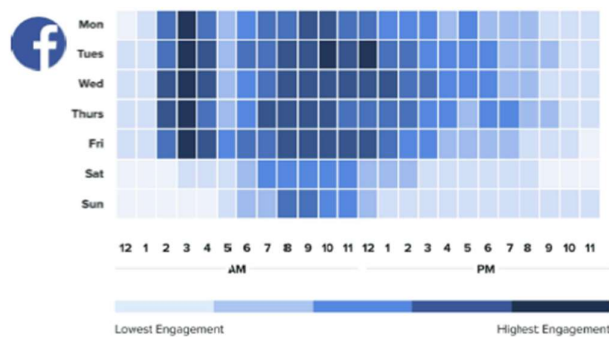 Mon
Tues
Wed
Thurs
Fri
Sat
Sun
12 1 2 3 4 5 6 7 8 9 10 11 12 1 2 3 4 5 6 7 8 9 10 11
AM PM
Lowest Engagement Highest Engagement